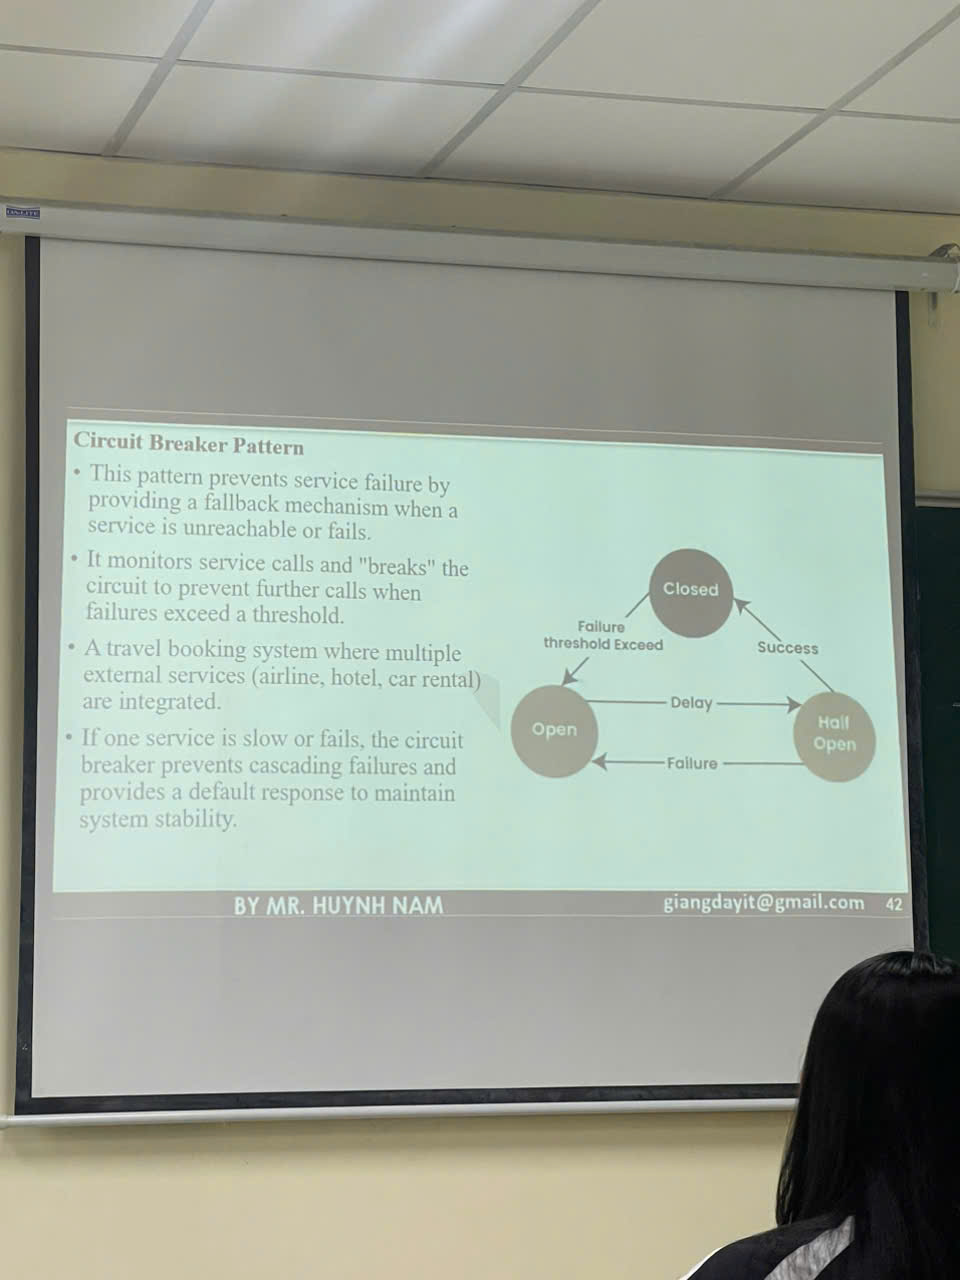 DA-LITE
Circuit Breaker Pattern
• This pattern prevents service failure by
providing a fallback mechanism when a
service is unreachable or fails.
• It monitors service calls and "breaks" the
circuit to prevent further calls when
failures exceed a threshold.
• A travel booking system where multiple
external services (airline, hotel, car rental)
are integrated.
• If one service is slow or fails, the circuit
breaker prevents cascading failures and
provides a default response to maintain
system stability.
Closed
Failure
threshold Exceed
Success
Open
Delay
Half
Open
Failure
BY MR. HUYNH NAM
giangdayit@gmail.com
42